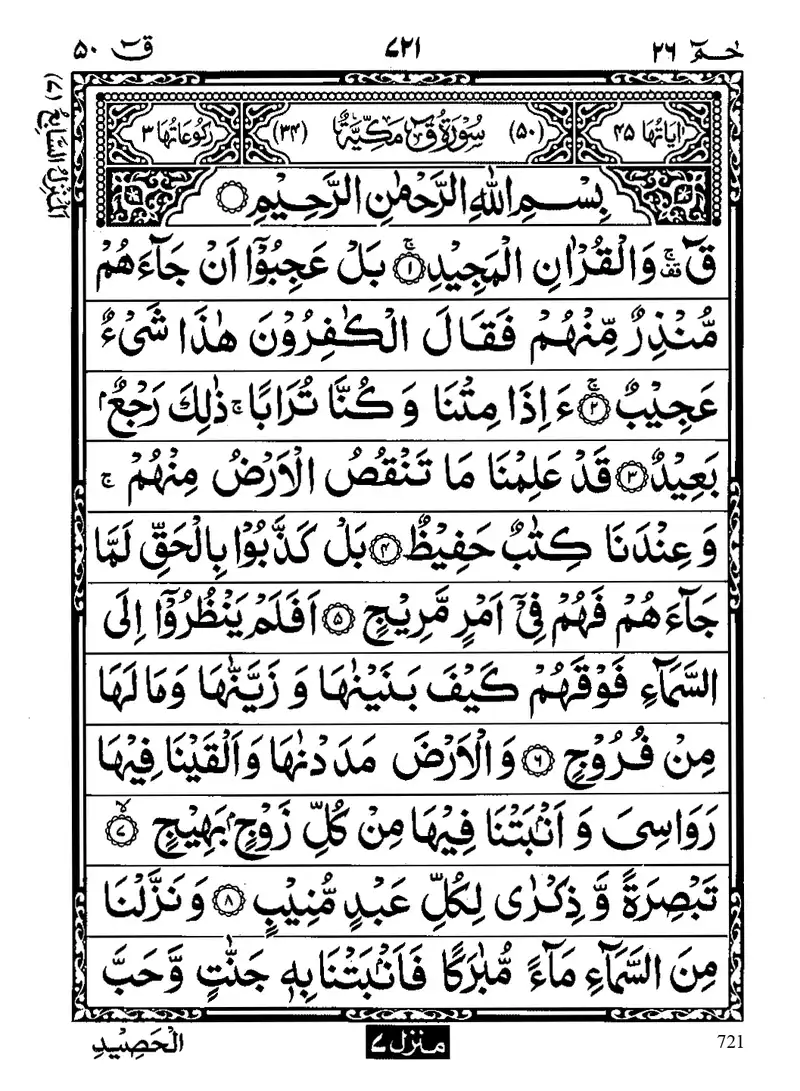 حٰمٓ ٢٦ ٧٢١ قٓ ٥٠
اٰیَاتُهَا ٤٥ (٥٠) سُوْرَةُ قٓ مَکِّیَّةٌ (٣٤) رُکُوْعَاتُهَا ٣
اَلْمَنْزِلُ السَّابِعُ (٧)
بِسْمِ اللّٰهِ الرَّحْمٰنِ الرَّحِیْمِ
قٓ ۚ قف وَالْقُرْاٰنِ الْمَجِیْدِ ۚ ﴿١﴾ بَلْ عَجِبُوْۤا اَنْ جَآءَهُمْ
مُّنْذِرٌ مِّنْهُمْ فَقَالَ الْکٰفِرُوْنَ هٰذَا شَیْءٌ
عَجِیْبٌ ۚ ﴿٢﴾ ءَاِذَا مِتْنَا وَکُنَّا تُرَابًا ۚ ذٰلِكَ رَجْعٌۢ
بَعِیْدٌ ﴿٣﴾ قَدْ عَلِمْنَا مَا تَنْقُصُ الْاَرْضُ مِنْهُمْ ۚ
وَعِنْدَنَا کِتٰبٌ حَفِیْظٌ ﴿٤﴾ بَلْ کَذَّبُوْا بِالْحَقِّ لَمَّا
جَآءَهُمْ فَهُمْ فِیْۤ اَمْرٍ مَّرِیْجٍ ﴿٥﴾ اَفَلَمْ یَنْظُرُوْۤا اِلَی
السَّمَآءِ فَوْقَهُمْ کَیْفَ بَنَیْنٰهَا وَزَیَّنّٰهَا وَمَا لَهَا
مِنْ فُرُوْجٍ ﴿٦﴾ وَالْاَرْضَ مَدَدْنٰهَا وَاَلْقَیْنَا فِیْهَا
رَوَاسِیَ وَاَنْۢبَتْنَا فِیْهَا مِنْ کُلِّ زَوْجٍۭ بَهِیْجٍ ۙ ﴿٧﴾
تَبْصِرَةً وَّذِکْرٰی لِکُلِّ عَبْدٍ مُّنِیْبٍ ﴿٨﴾ وَنَزَّلْنَا
مِنَ السَّمَآءِ مَآءً مُّبٰرَکًا فَاَنْۢبَتْنَا بِهٖ جَنّٰتٍ وَّحَبَّ
الْحَصِیْدِ
منزل ٧
721